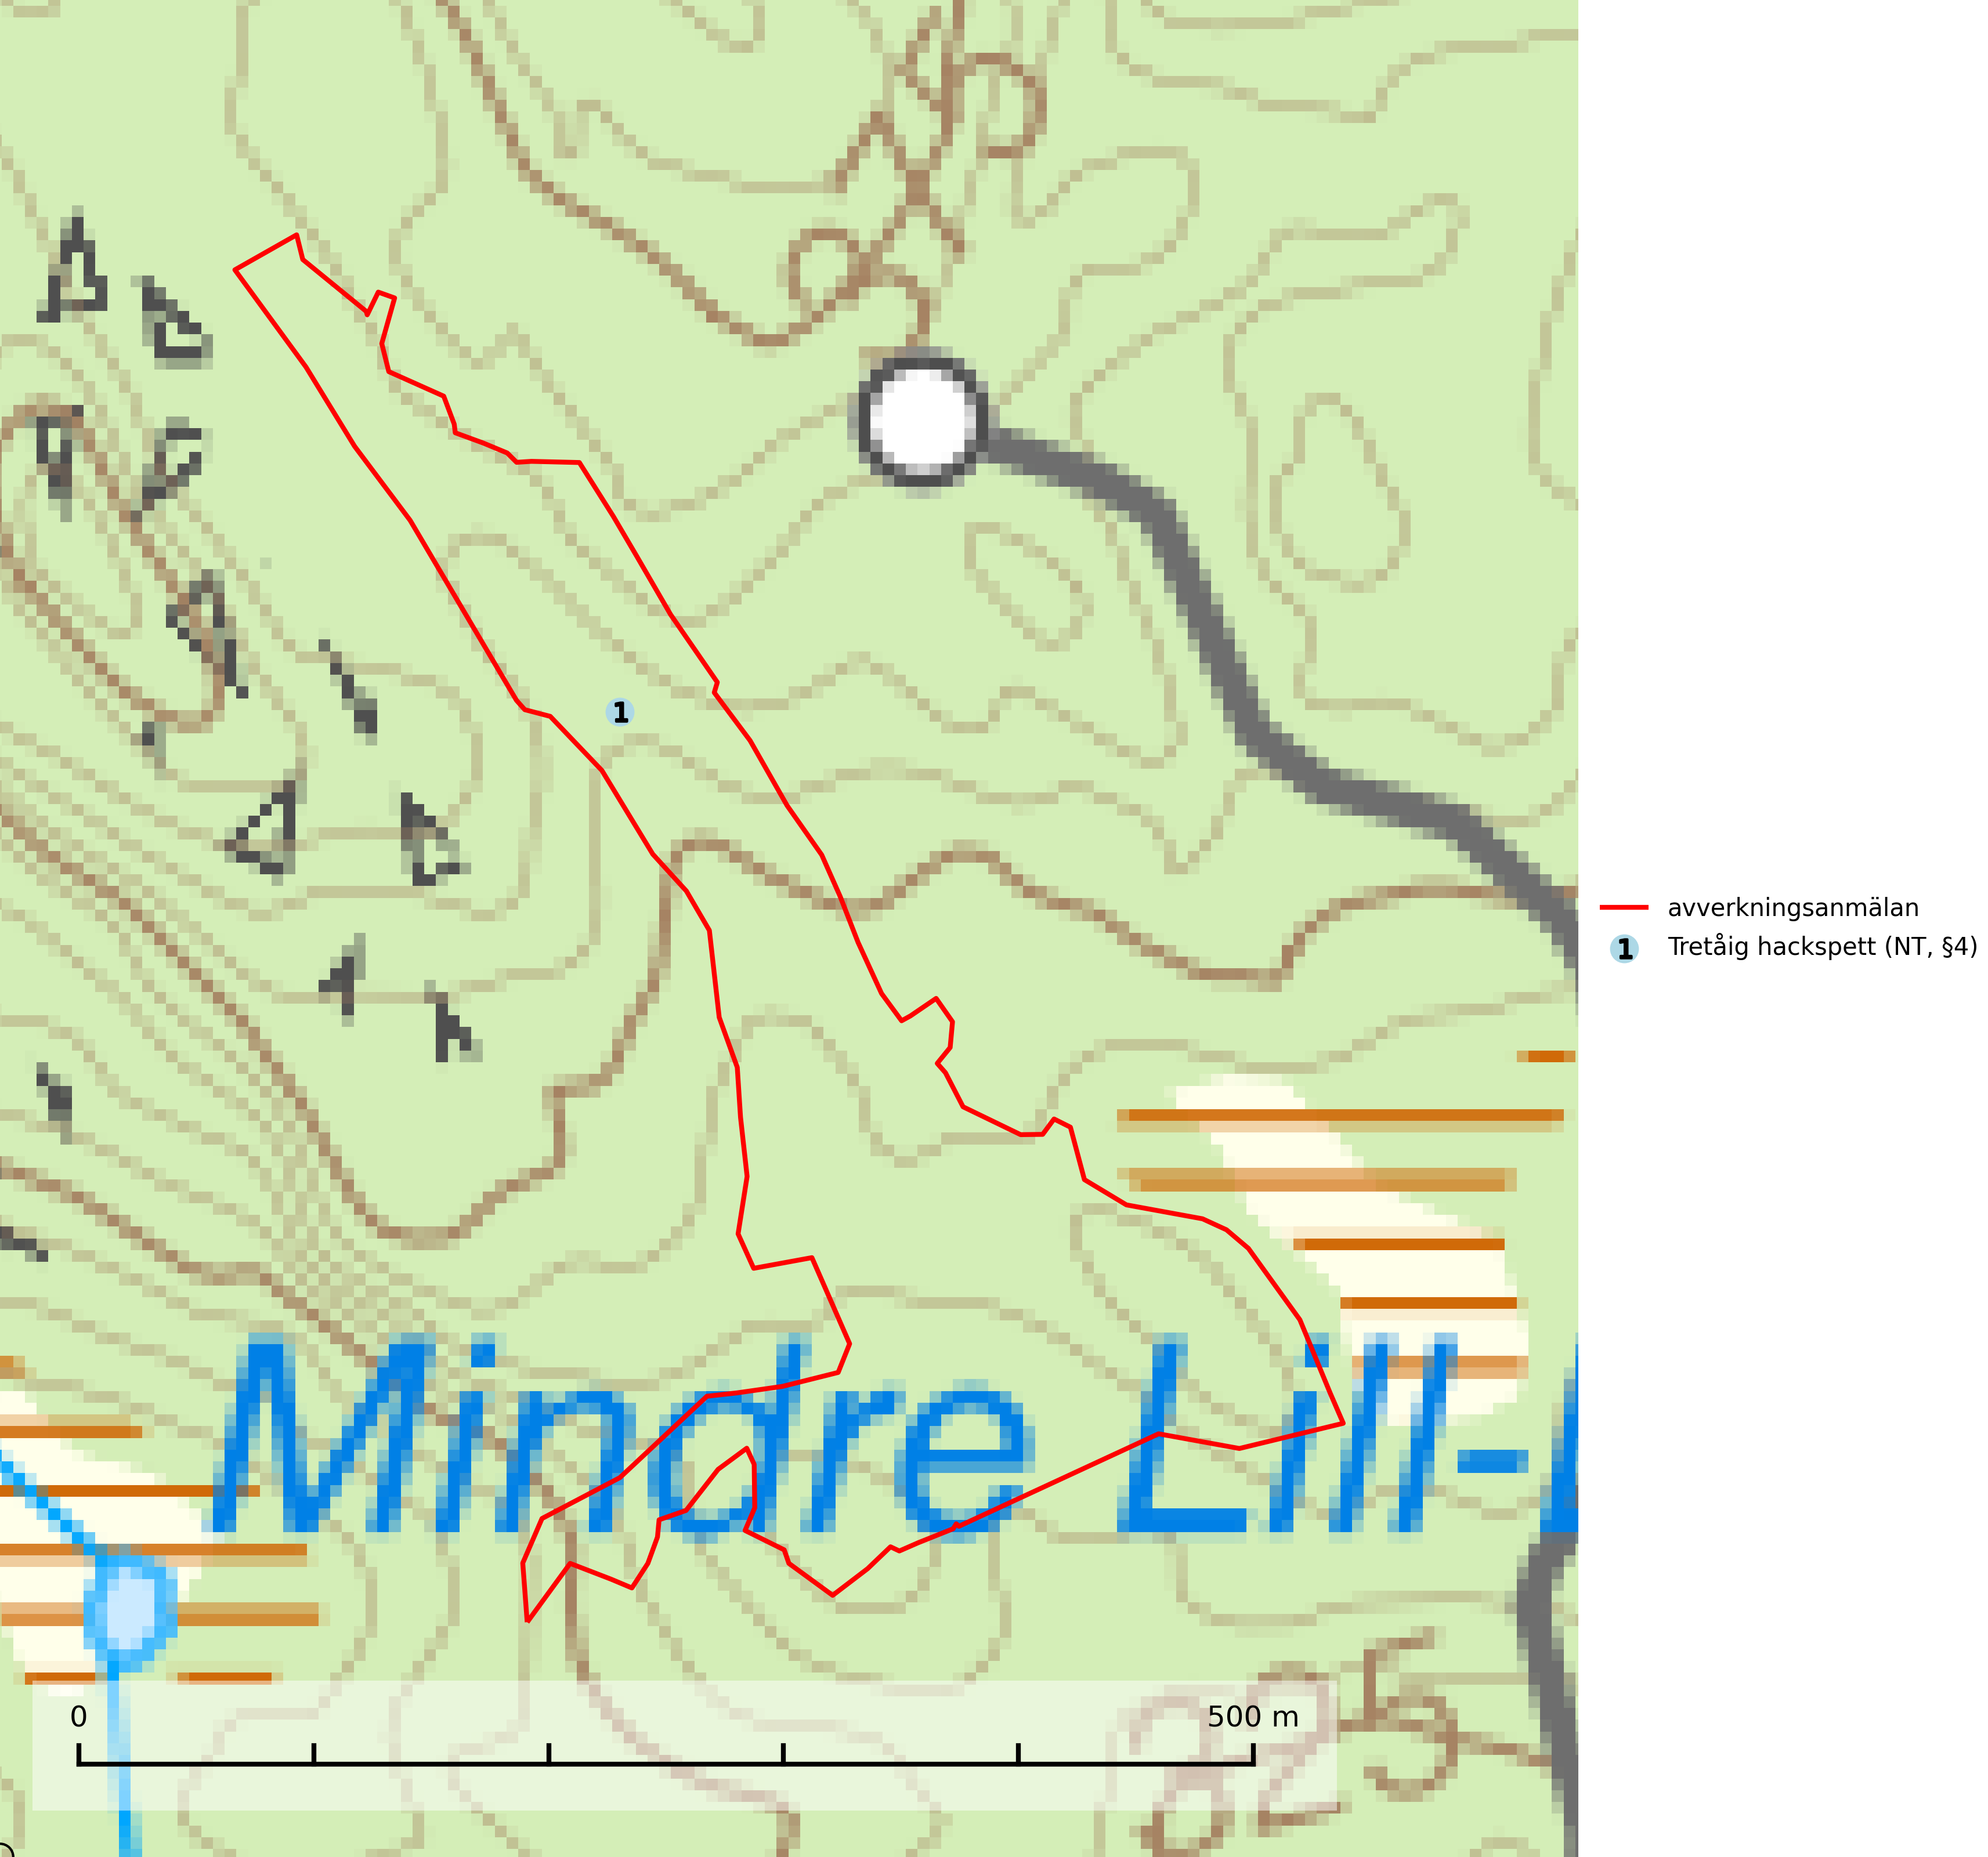 1
Mindre Lill-
avverkningsanmälan
1 Tretåig hackspett (NT, §4)
0 500 m